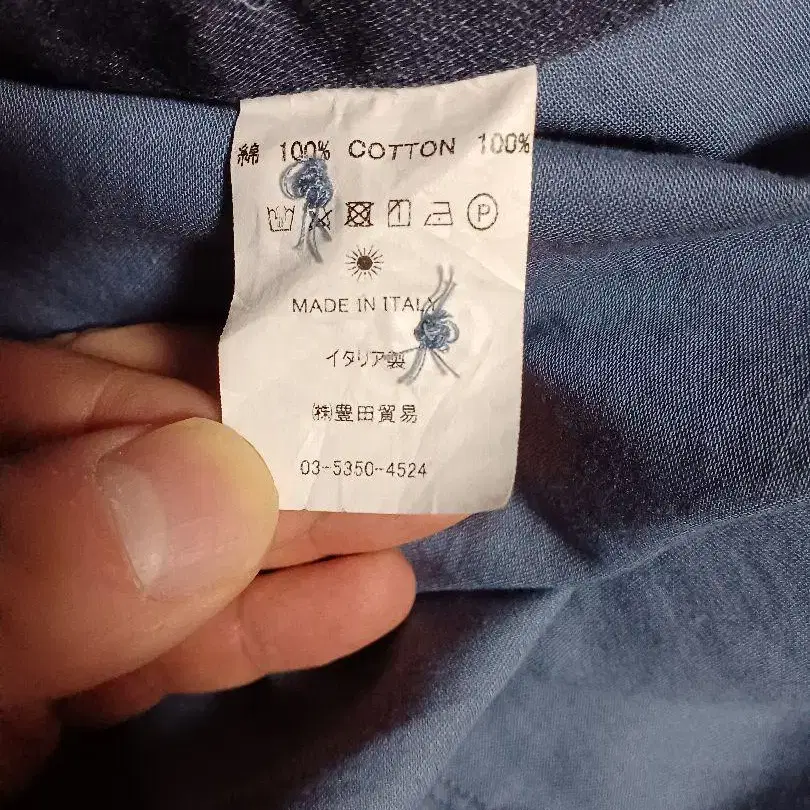 綿 100% COTTON 100%
P
MADE IN ITALY
イタリア製
㈱豊田貿易
03-5350-4524